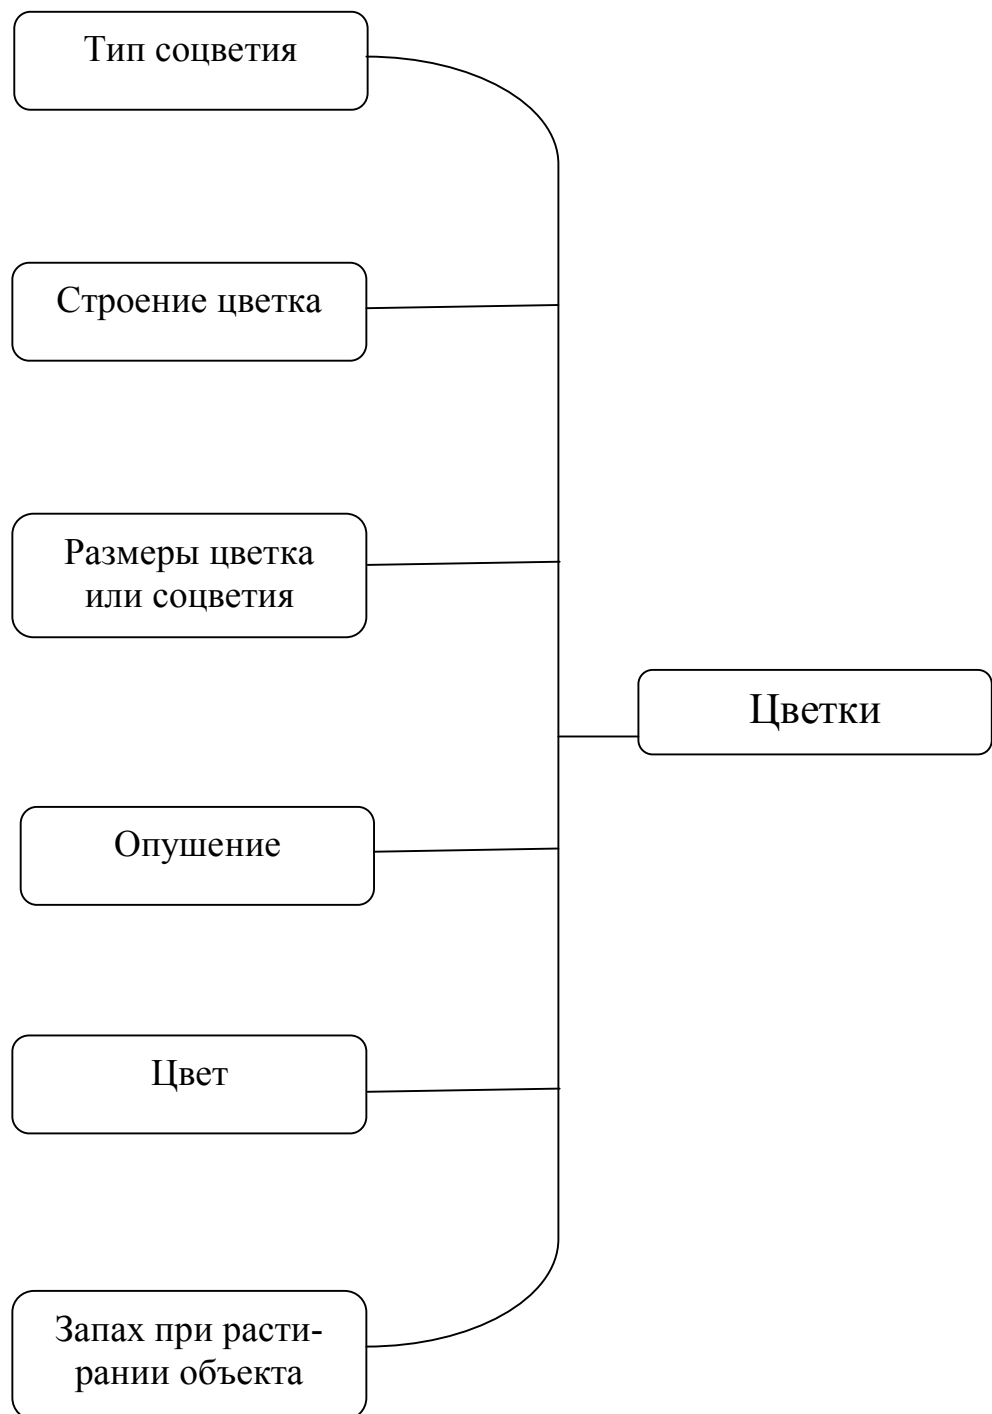 Тип соцветия
Строение цветка
Размеры цветка
или соцветия
Цветки
Опушение
Цвет
Запах при расти-
рании объекта